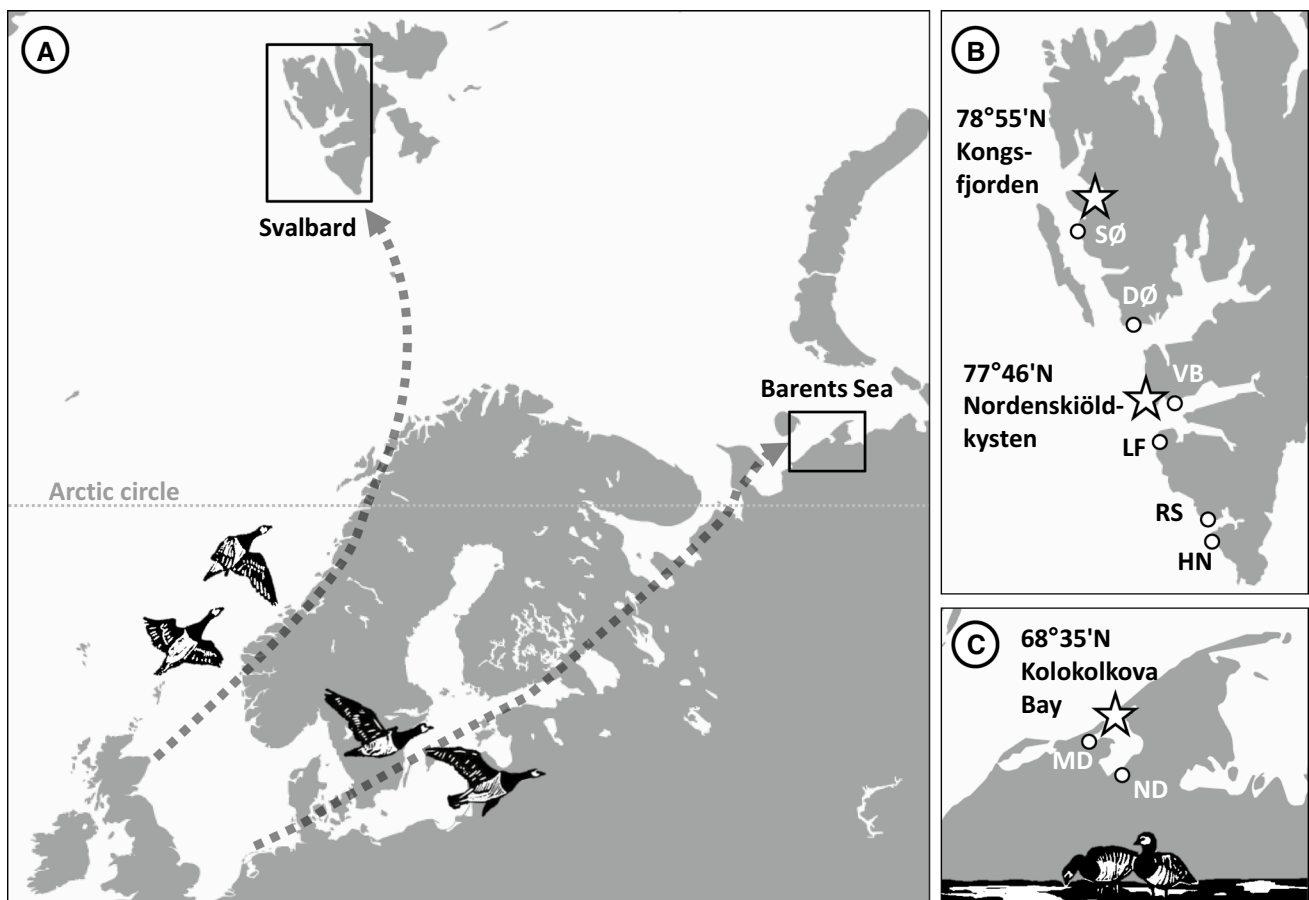 A
Svalbard
Barents Sea
Arctic circle
B
78°55'N
Kongs-
fjorden
SØ
DØ
77°46'N
Nordenskiöld-
kysten
VB
LF
RS
HN
C
68°35'N
Kolokolkova
Bay
MD
ND